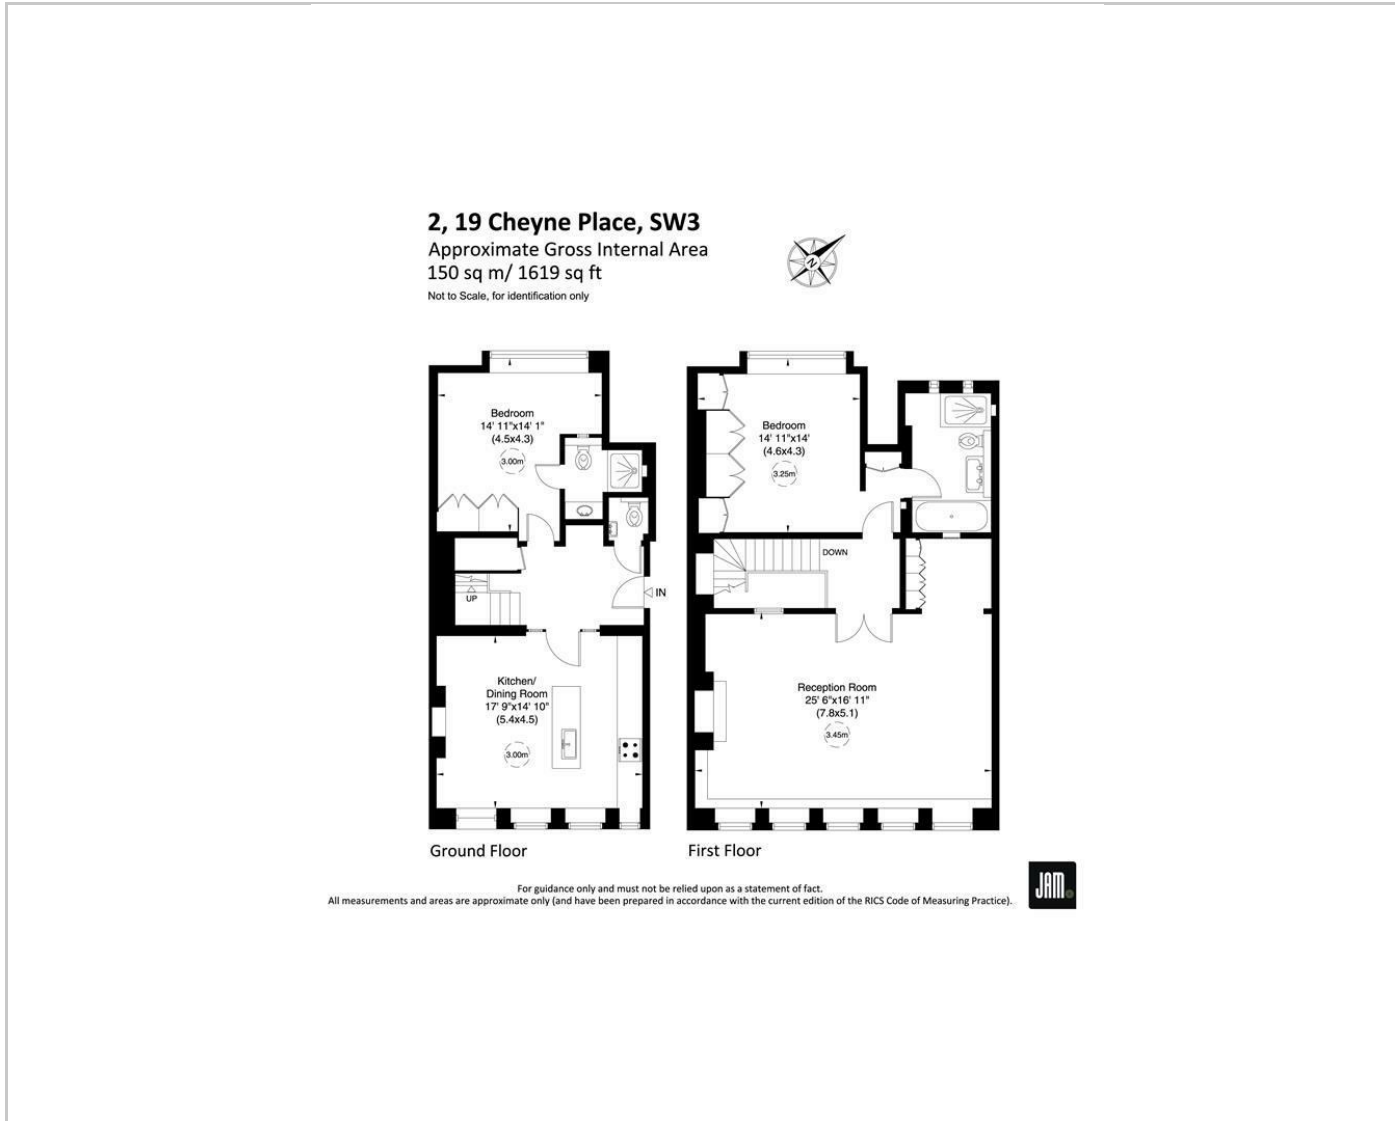 2, 19 Cheyne Place, SW3
Approximate Gross Internal Area
150 sq m/ 1619 sq ft
Not to Scale, for identification only
N
Bedroom
14' 11"x14' 1"
(4.5x4.3)
3.00m
UP
IN
Kitchen/
Dining Room
17' 9"x14' 10"
(5.4x4.5)
3.00m
Ground Floor
Bedroom
14' 11"x14'
(4.6x4.3)
3.25m
DOWN
Reception Room
25' 6"x16' 11"
(7.8x5.1)
3.45m
First Floor
For guidance only and must not be relied upon as a statement of fact.
All measurements and areas are approximate only (and have been prepared in accordance with the current edition of the RICS Code of Measuring Practice).
JAM